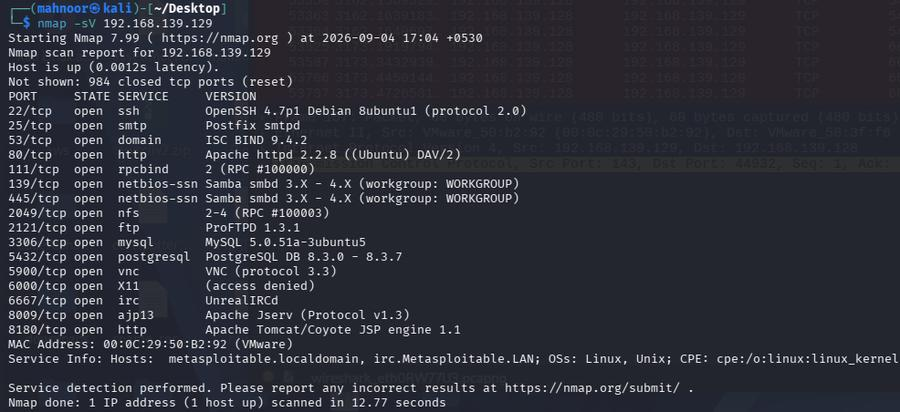 ┌──(mahnoor㉿kali)-[~/Desktop]
└─$ nmap -sV 192.168.139.129
Starting Nmap 7.99 ( https://nmap.org ) at 2026-09-04 17:04 +0530
Nmap scan report for 192.168.139.129
Host is up (0.0012s latency).
Not shown: 984 closed tcp ports (reset)
PORT     STATE SERVICE     VERSION
22/tcp   open  ssh         OpenSSH 4.7p1 Debian 8ubuntu1 (protocol 2.0)
25/tcp   open  smtp        Postfix smtpd
53/tcp   open  domain      ISC BIND 9.4.2
80/tcp   open  http        Apache httpd 2.2.8 ((Ubuntu) DAV/2)
111/tcp  open  rpcbind     2 (RPC #100000)
139/tcp  open  netbios-ssn Samba smbd 3.X - 4.X (workgroup: WORKGROUP)
445/tcp  open  netbios-ssn Samba smbd 3.X - 4.X (workgroup: WORKGROUP)
2049/tcp open  nfs         2-4 (RPC #100003)
2121/tcp open  ftp         ProFTPD 1.3.1
3306/tcp open  mysql       MySQL 5.0.51a-3ubuntu5
5432/tcp open  postgresql  PostgreSQL DB 8.3.0 - 8.3.7
5900/tcp open  vnc         VNC (protocol 3.3)
6000/tcp open  X11         (access denied)
6667/tcp open  irc         UnrealIRCd
8009/tcp open  ajp13       Apache Jserv (Protocol v1.3)
8180/tcp open  http        Apache Tomcat/Coyote JSP engine 1.1
MAC Address: 00:0C:29:50:B2:92 (VMware)
Service Info: Hosts:  metasploitable.localdomain, irc.Metasploitable.LAN; OSs: Linux, Unix; CPE: cpe:/o:linux:linux_kernel
Service detection performed. Please report any incorrect results at https://nmap.org/submit/ .
Nmap done: 1 IP address (1 host up) scanned in 12.77 seconds